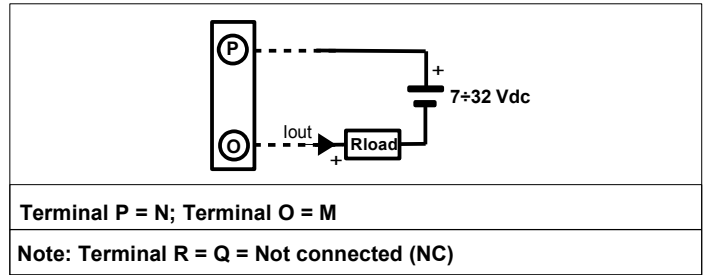 P
+
7÷32 Vdc
Iout
O
+
Rload
Terminal P = N; Terminal O = M
Note: Terminal R = Q = Not connected (NC)